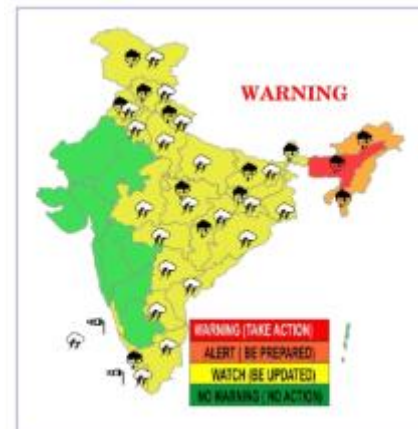 WARNING
WARNING (TAKE ACTION)
ALERT ( BE PREPARED)
WATCH (BE UPDATED)
NO WARNING ( NO ACTION)